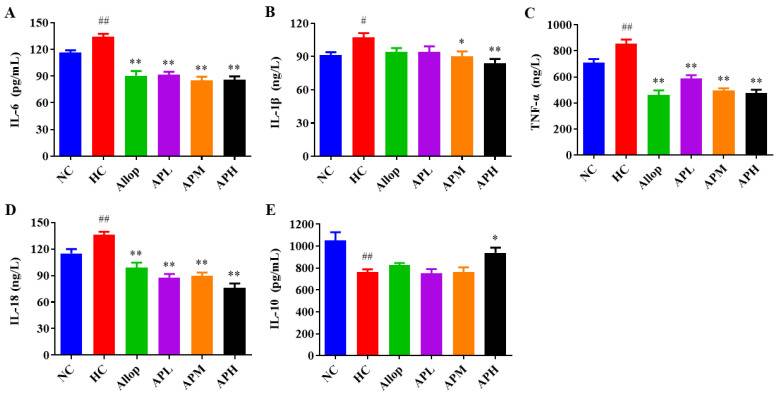 A
IL-6 (pg/mL)
150
120
90
60
30
0
##
** ** ** **
NC HC Allop APL APM APH
B
IL-1β (ng/L)
150
120
90
60
30
0
#
* **
NC HC Allop APL APM APH
C
TNF-α (ng/L)
1000
800
600
400
200
0
##
** ** ** **
NC HC Allop APL APM APH
D
IL-18 (ng/L)
150
120
90
60
30
0
##
** ** ** **
NC HC Allop APL APM APH
E
IL-10 (pg/mL)
1200
1000
800
600
400
200
0
##
*
NC HC Allop APL APM APH